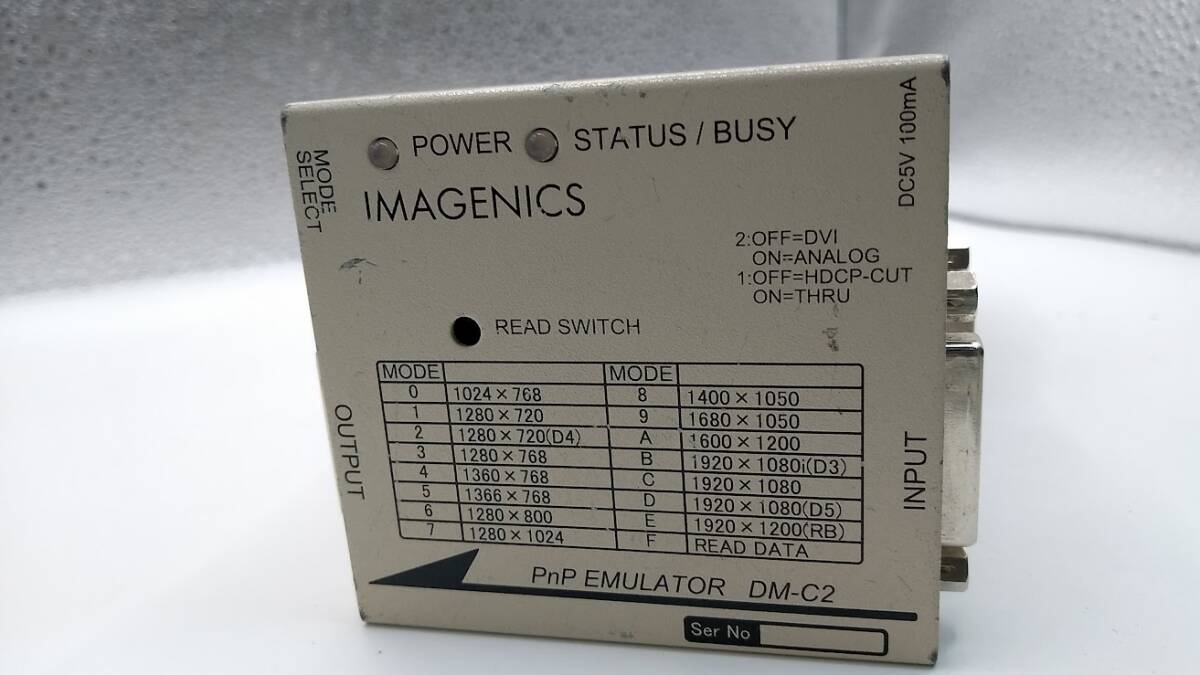 POWER STATUS / BUSY
MODE
SELECT
DC5V 100mA
IMAGENICS
2:OFF=DVI
ON=ANALOG
1:OFF=HDCP-CUT
ON=THRU
READ SWITCH
MODE MODE
0 1024×768 8 1400×1050
1 1280×720 9 1680×1050
2 1280×720(D4) A 1600×1200
3 1280×768 B 1920×1080i(D3)
4 1360×768 C 1920×1080
5 1366×768 D 1920×1080(D5)
6 1280×800 E 1920×1200(RB)
7 1280×1024 F READ DATA
OUTPUT
INPUT
PnP EMULATOR DM-C2
Ser No